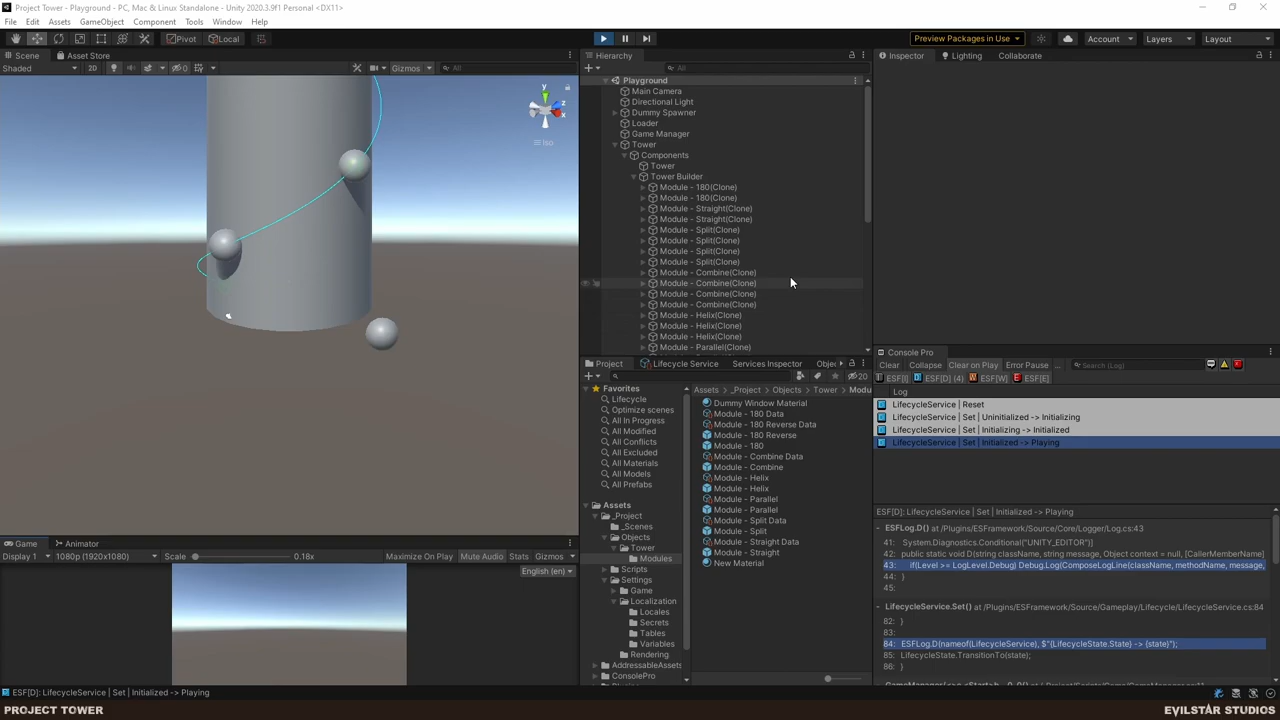 Project Tower - Playground - PC, Mac & Linux Standalone - Unity 2020.3.9f1 Personal <DX11>
File Edit Assets GameObject Component Tools Window Help
Pivot Local Preview Packages in Use Account Layers Layout
Scene Asset Store
Shaded 2D 0 Gizmos All
y z x
Iso
Hierarchy
All
Playground
Main Camera
Directional Light
Dummy Spawner
Loader
Game Manager
Tower
Components
Tower
Tower Builder
Module - 180(Clone)
Module - 180(Clone)
Module - Straight(Clone)
Module - Straight(Clone)
Module - Split(Clone)
Module - Split(Clone)
Module - Split(Clone)
Module - Split(Clone)
Module - Combine(Clone)
Module - Combine(Clone)
Module - Combine(Clone)
Module - Combine(Clone)
Module - Helix(Clone)
Module - Helix(Clone)
Module - Helix(Clone)
Module - Parallel(Clone)
Inspector Lighting Collaborate
Project Lifecycle Service Services Inspector Objec
20
Favorites
Lifecycle
Optimize scenes
All In Progress
All Modified
All Conflicts
All Excluded
All Materials
All Models
All Prefabs
Assets
_Project
_Scenes
Objects
Tower
Modules
Scripts
Settings
Game
Localization
Locales
Secrets
Tables
Variables
Rendering
AddressableAssets
ConsolePro
Assets _Project Objects Tower Modu
Dummy Window Material
Module - 180 Data
Module - 180 Reverse Data
Module - 180 Reverse
Module - 180
Module - Combine Data
Module - Combine
Module - Helix
Module - Helix
Module - Parallel
Module - Parallel
Module - Split Data
Module - Split
Module - Straight Data
Module - Straight
New Material
Console Pro
Clear Collapse Clear on Play Error Pause ... Search (Log)
ESF[I] ESF[D] (4) ESF[W] ESF[E]
Log
LifecycleService | Reset
LifecycleService | Set | Uninitialized -> Initializing
LifecycleService | Set | Initializing -> Initialized
LifecycleService | Set | Initialized -> Playing
ESF[D]: LifecycleService | Set | Initialized -> Playing
ESFLog.D() at /Plugins/ESFramework/Source/Core/Logger/Log.cs:43
41: System.Diagnostics.Conditional("UNITY_EDITOR")]
42: public static void D(string className, string message, Object context = null, [CallerMemberName]
43: if(Level >= LogLevel.Debug) Debug.Log(ComposeLogLine(className, methodName, message,
44: }
45:
LifecycleService.Set() at /Plugins/ESFramework/Source/Gameplay/Lifecycle/LifecycleService.cs:84
82: }
83:
84: ESFLog.D(nameof(LifecycleService), $"{LifecycleState.State} -> {state}");
85: LifecycleState.TransitionTo(state);
86: }
Game Animator
Display 1 1080p (1920x1080) Scale 0.18x Maximize On Play Mute Audio Stats Gizmos
English (en)
ESF[D]: LifecycleService | Set | Initialized -> Playing
PROJECT TOWER
EVILSTAR STUDIOS